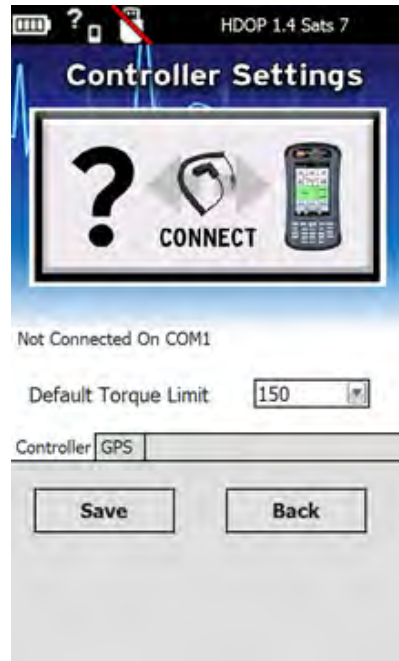 ? HDOP 1.4 Sats 7
Controller Settings
?
CONNECT
Not Connected On COM1
Default Torque Limit 150
Controller GPS
Save Back